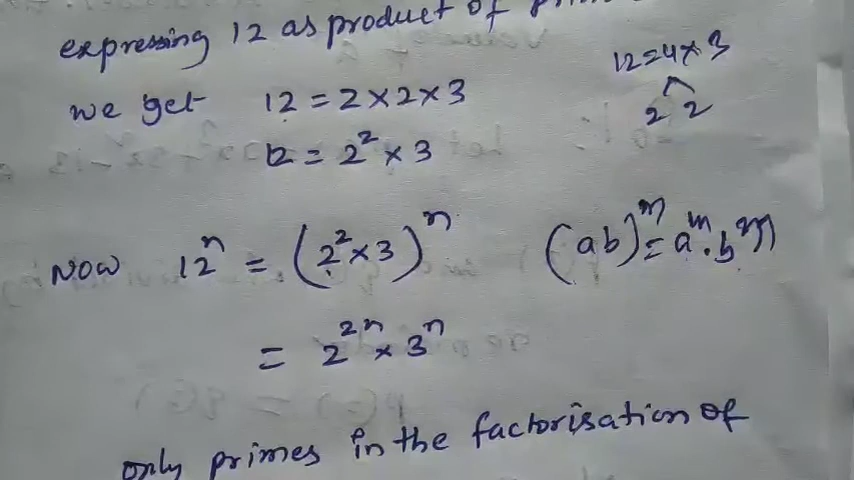 expressing 12 as product of
12 = 4 × 3
2 2
we get 12 = 2 × 2 × 3
12 = 2² × 3
Now 12ⁿ = (2² × 3)ⁿ (ab)ᵐ = aᵐ . bᵐ
= 2²ⁿ × 3ⁿ
only primes in the factorisation of